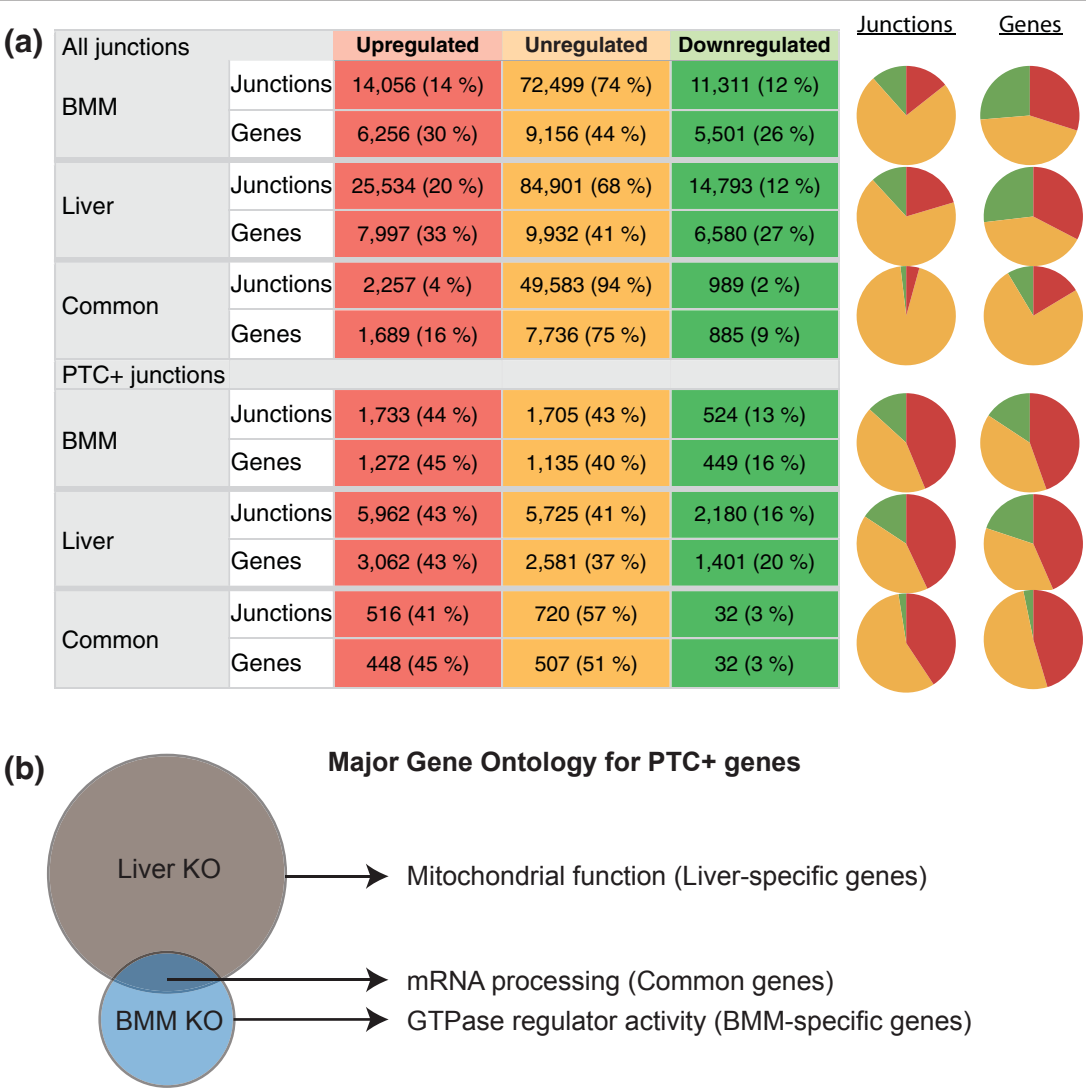 (a)
All junctions Upregulated Unregulated Downregulated Junctions Genes
BMM
Junctions 14,056 (14 %) 72,499 (74 %) 11,311 (12 %)
Genes 6,256 (30 %) 9,156 (44 %) 5,501 (26 %)
Liver
Junctions 25,534 (20 %) 84,901 (68 %) 14,793 (12 %)
Genes 7,997 (33 %) 9,932 (41 %) 6,580 (27 %)
Common
Junctions 2,257 (4 %) 49,583 (94 %) 989 (2 %)
Genes 1,689 (16 %) 7,736 (75 %) 885 (9 %)
PTC+ junctions
BMM
Junctions 1,733 (44 %) 1,705 (43 %) 524 (13 %)
Genes 1,272 (45 %) 1,135 (40 %) 449 (16 %)
Liver
Junctions 5,962 (43 %) 5,725 (41 %) 2,180 (16 %)
Genes 3,062 (43 %) 2,581 (37 %) 1,401 (20 %)
Common
Junctions 516 (41 %) 720 (57 %) 32 (3 %)
Genes 448 (45 %) 507 (51 %) 32 (3 %)
(b)
Major Gene Ontology for PTC+ genes
Liver KO
Mitochondrial function (Liver-specific genes)
mRNA processing (Common genes)
BMM KO
GTPase regulator activity (BMM-specific genes)